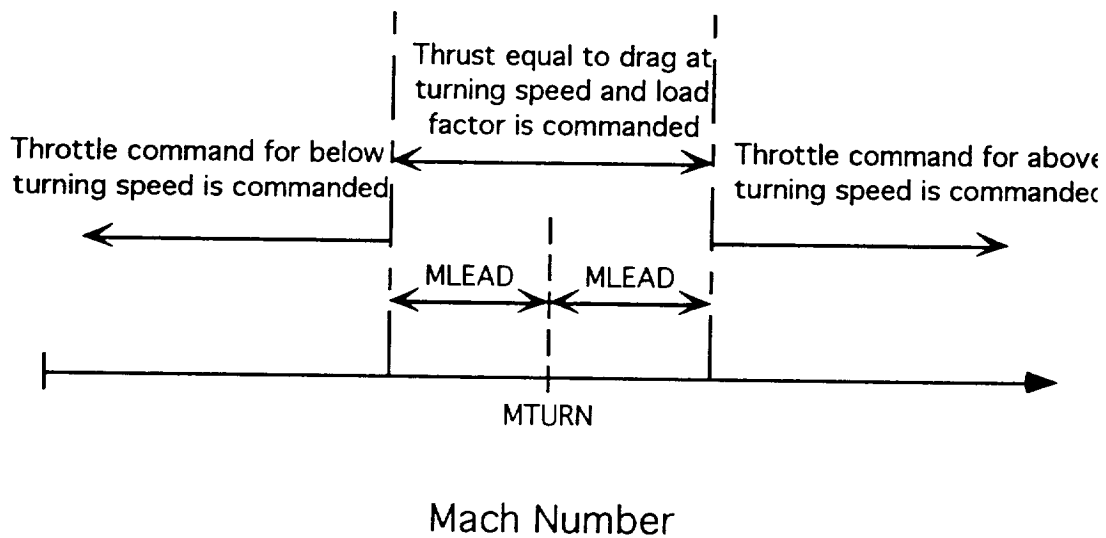 Thrust equal to drag at
turning speed and load
factor is commanded
Throttle command for below
turning speed is commanded
Throttle command for above
turning speed is commanded
MLEAD
MLEAD
MTURN
Mach Number